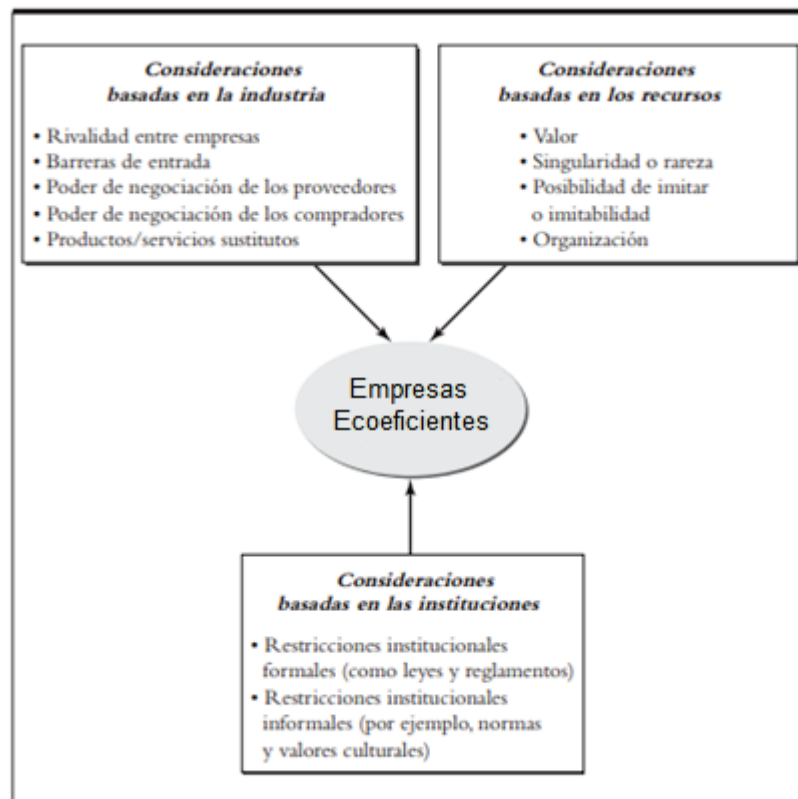 Consideraciones
basadas en la industria
• Rivalidad entre empresas
• Barreras de entrada
• Poder de negociación de los proveedores
• Poder de negociación de los compradores
• Productos/servicios sustitutos
Consideraciones
basadas en los recursos
• Valor
• Singularidad o rareza
• Posibilidad de imitar
o imitabilidad
• Organización
Empresas
Ecoeficientes
Consideraciones
basadas en las instituciones
• Restricciones institucionales
formales (como leyes y reglamentos)
• Restricciones institucionales
informales (por ejemplo, normas
y valores culturales)